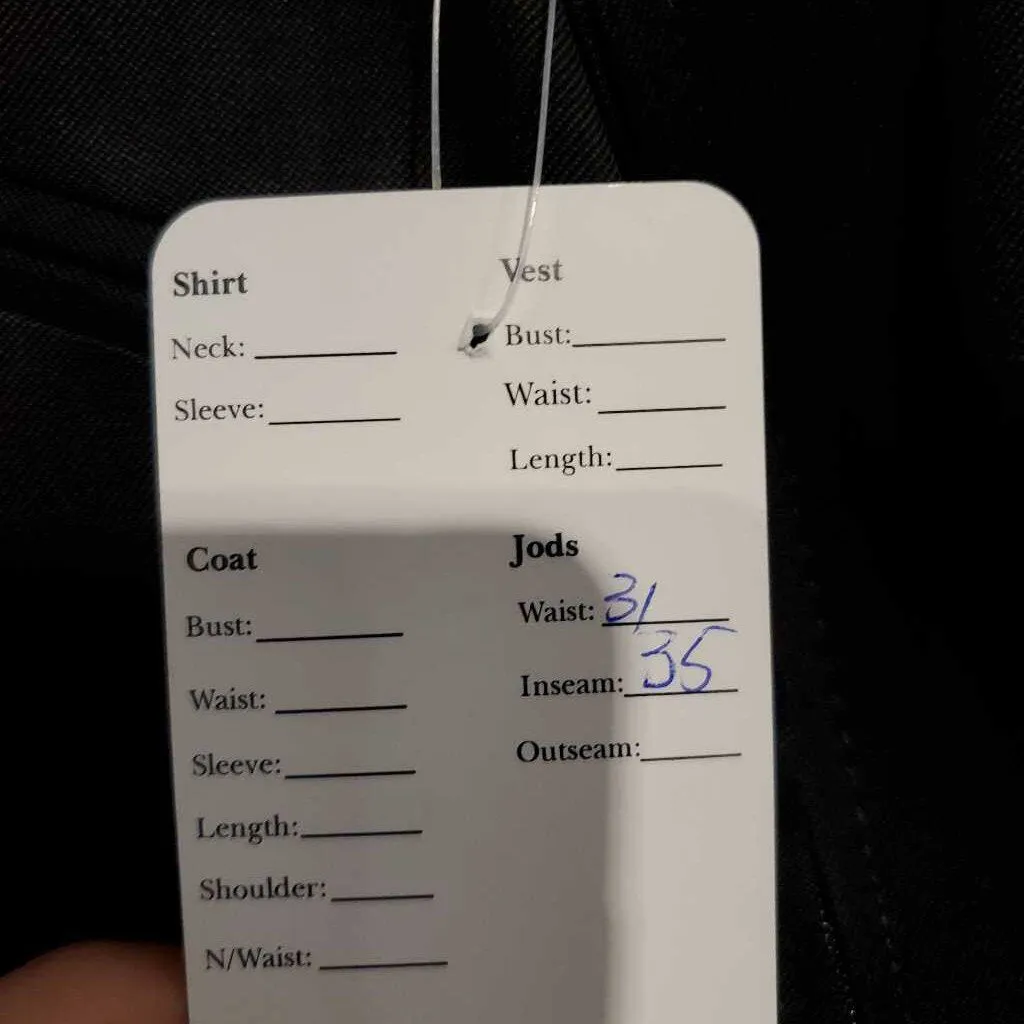 Shirt
Neck:
Sleeve:
Vest
Bust:
Waist:
Length:
Coat
Bust:
Waist:
Sleeve:
Length:
Shoulder:
N/Waist:
Jods
Waist: 31
Inseam: 35
Outseam: